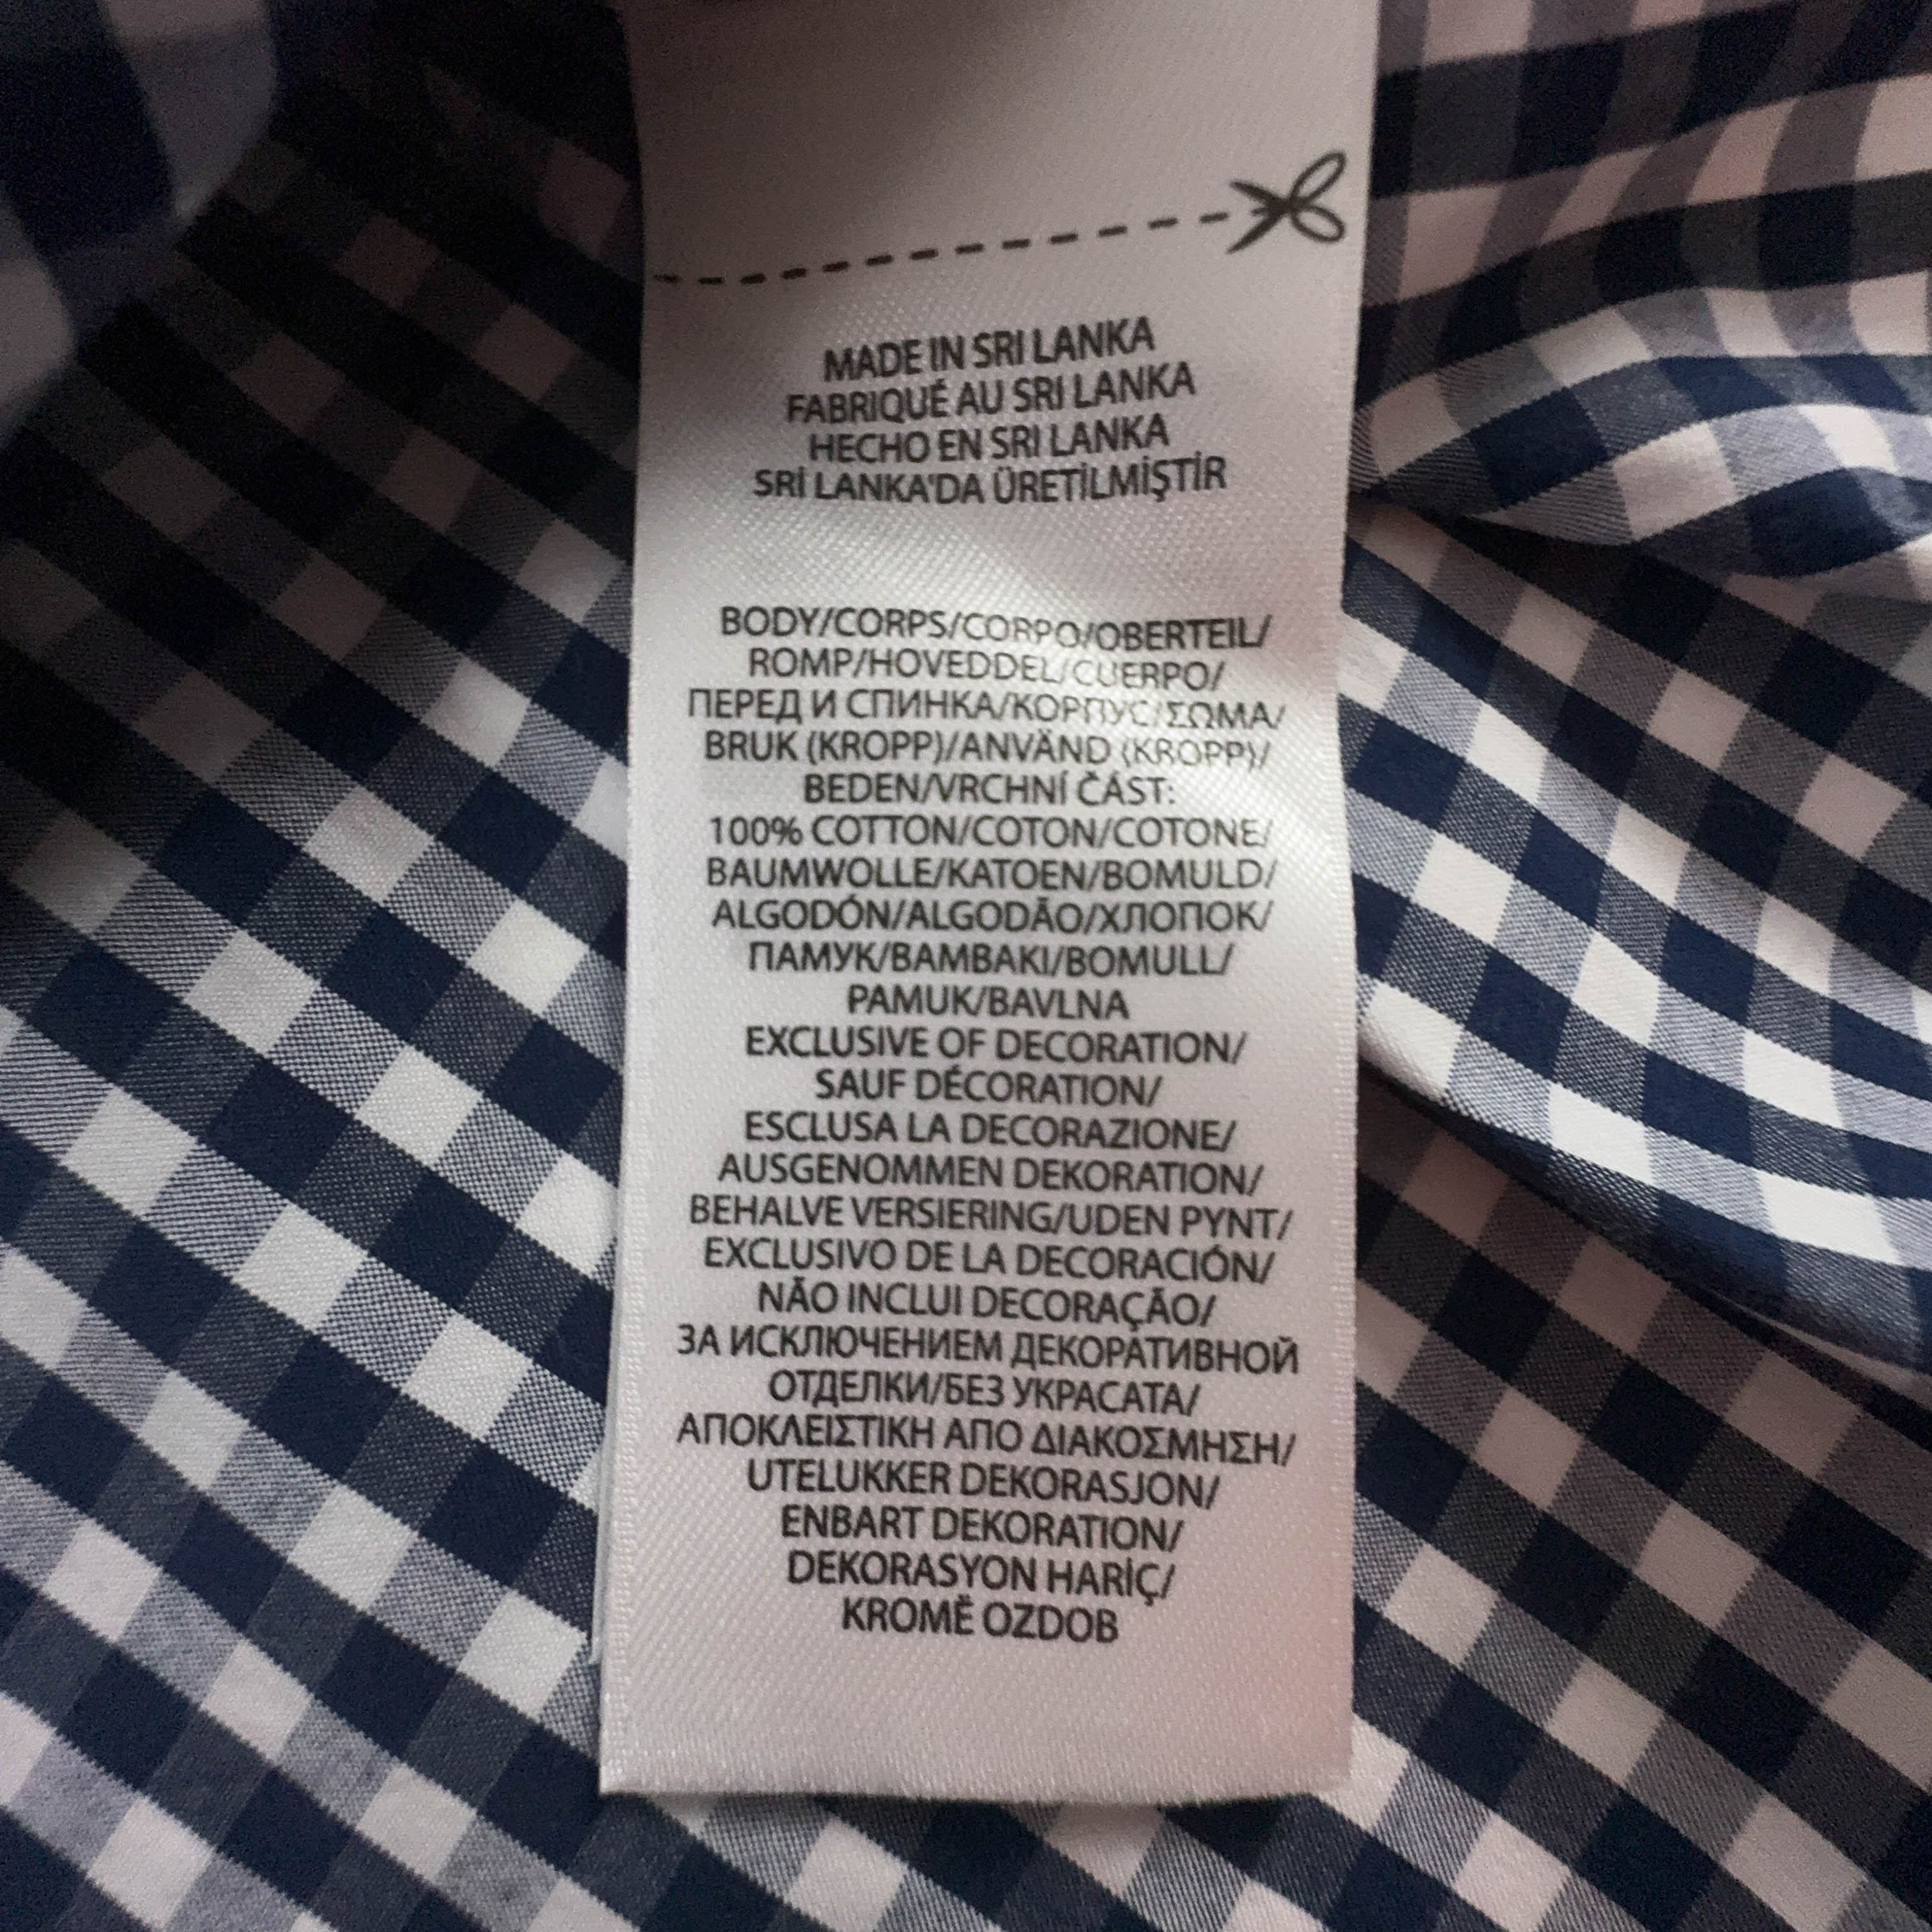 MADE IN SRI LANKA
FABRIQUÉ AU SRI LANKA
HECHO EN SRI LANKA
SRİ LANKA'DA ÜRETİLMİŞTİR
BODY/CORPS/CORPO/OBERTEIL/
ROMP/HOVEDDEL/CUERPO/
ПЕРЕД И СПИНКА/КОРПУС/ΣΩΜΑ/
BRUK (KROPP)/ANVÄND (KROPP)/
BEDEN/VRCHNÍ ČÁST:
100% COTTON/COTON/COTONE/
BAUMWOLLE/KATOEN/BOMULD/
ALGODÓN/ALGODÃO/ХЛОПОК/
ПАМУК/ΒΑΜΒΑΚΙ/BOMULL/
PAMUK/BAVLNA
EXCLUSIVE OF DECORATION/
SAUF DÉCORATION/
ESCLUSA LA DECORAZIONE/
AUSGENOMMEN DEKORATION/
BEHALVE VERSIERING/UDEN PYNT/
EXCLUSIVO DE LA DECORACIÓN/
NÃO INCLUI DECORAÇÃO/
ЗА ИСКЛЮЧЕНИЕМ ДЕКОРАТИВНОЙ
ОТДЕЛКИ/БЕЗ УКРАСАТА/
ΑΠΟΚΛΕΙΣΤΙΚΗ ΑΠΟ ΔΙΑΚΟΣΜΗΣΗ/
UTELUKKER DEKORASJON/
ENBART DEKORATION/
DEKORASYON HARİÇ/
KROMĚ OZDOB